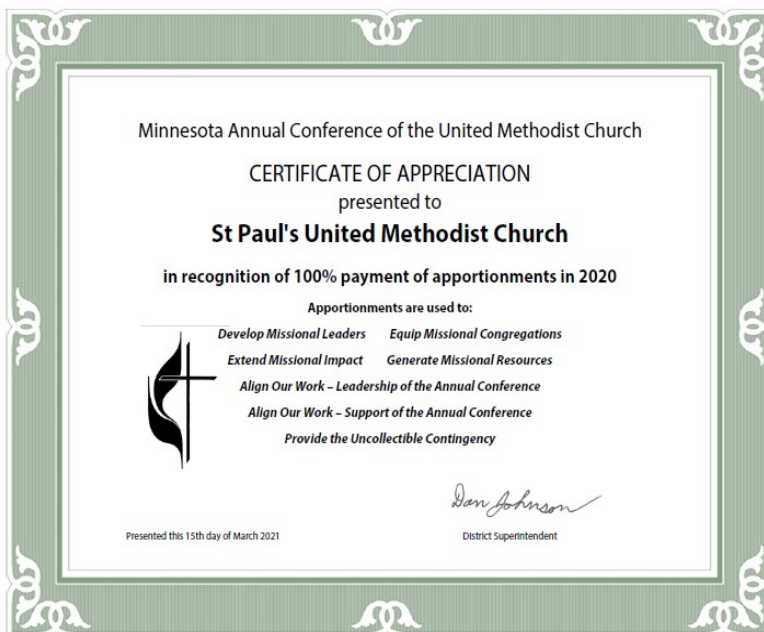 Minnesota Annual Conference of the United Methodist Church
CERTIFICATE OF APPRECIATION
presented to
St Paul's United Methodist Church
in recognition of 100% payment of apportionments in 2020
Apportionments are used to:
Develop Missional Leaders Equip Missional Congregations
Extend Missional Impact Generate Missional Resources
Align Our Work – Leadership of the Annual Conference
Align Our Work – Support of the Annual Conference
Provide the Uncollectible Contingency
Dan Johnson
Presented this 15th day of March 2021 District Superintendent